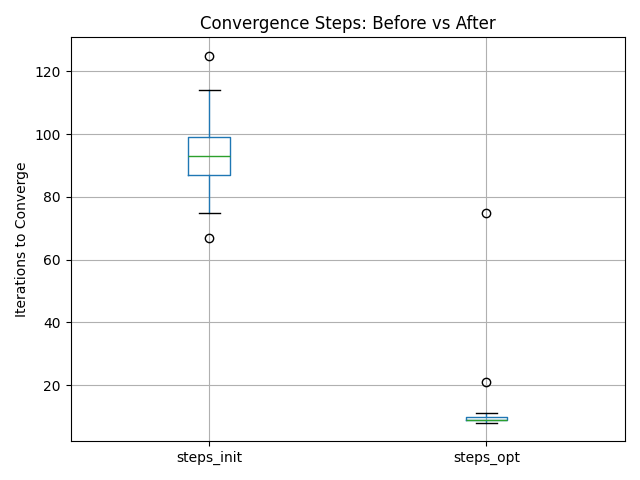 Convergence Steps: Before vs After
Iterations to Converge
120
100
80
60
40
20
steps_init
steps_opt